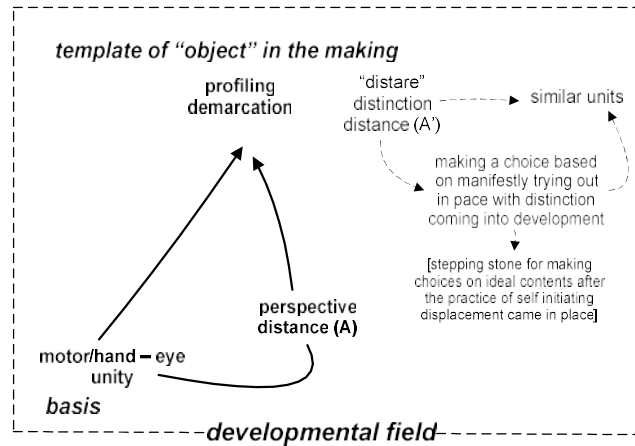 template of “object” in the making
profiling
demarcation
“distare”
distinction
distance (A’)
similar units
making a choice based
on manifestly trying out
in pace with distinction
coming into development
[stepping stone for making
choices on ideal contents after
the practice of self initiating
displacement came in place]
perspective
distance (A)
motor/hand – eye
unity
basis
developmental field